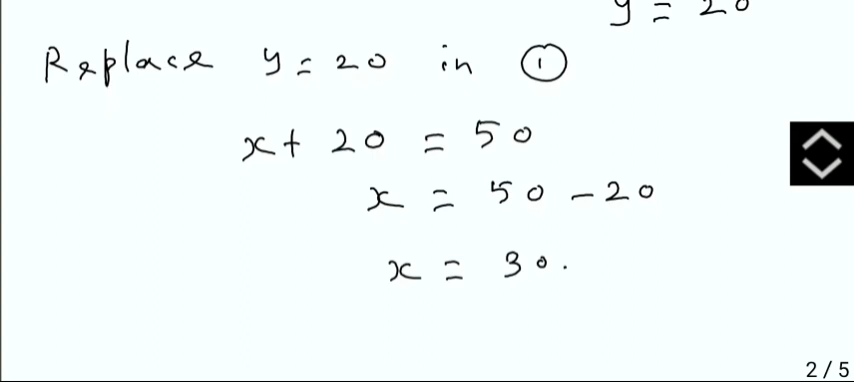 y = 20
Replace y = 20 in ①
x + 20 = 50
x = 50 - 20
x = 30.
2 / 5